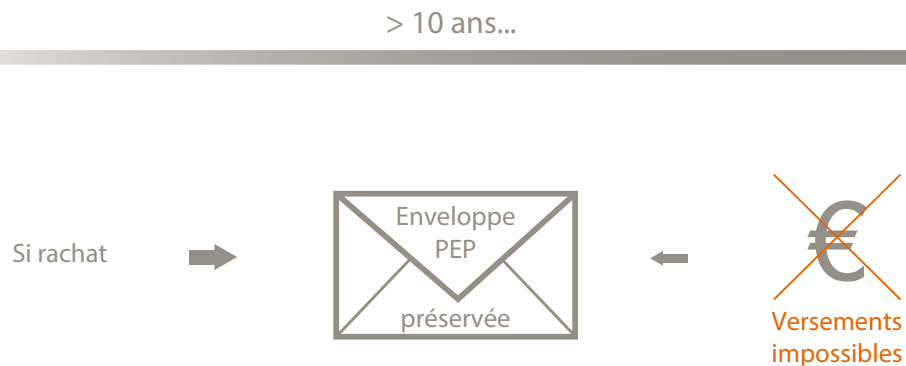 > 10 ans...
Si rachat
Enveloppe
PEP
préservée
€
Versements
impossibles